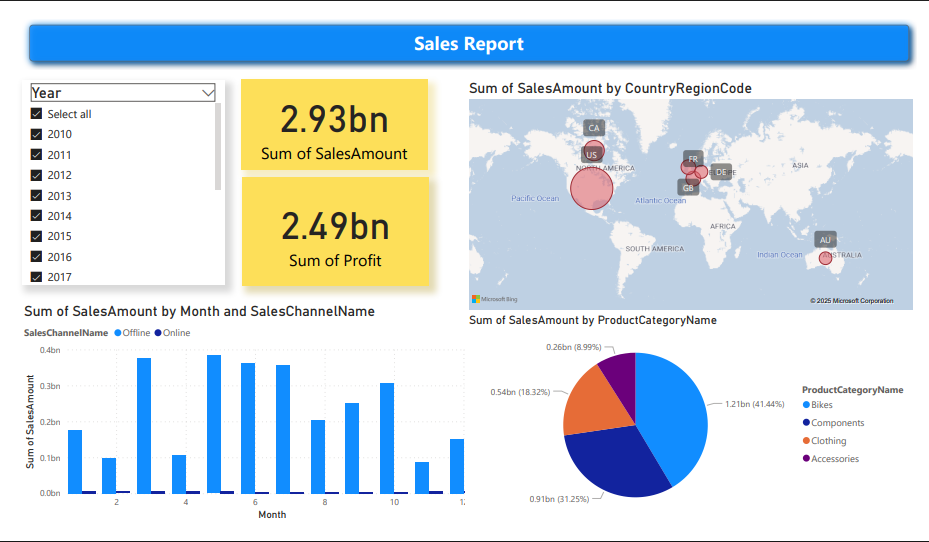 Sales Report
Year
Select all
2010
2011
2012
2013
2014
2015
2016
2017
2.93bn
Sum of SalesAmount
2.49bn
Sum of Profit
Sum of SalesAmount by CountryRegionCode
CA
US
NORTH AMERICA
FR
DE
GB
ASIA
Pacific Ocean
Atlantic Ocean
AFRICA
SOUTH AMERICA
AU
Indian Ocean
AUSTRALIA
Microsoft Bing
© 2025 Microsoft Corporation
Sum of SalesAmount by Month and SalesChannelName
SalesChannelName Offline Online
Sum of SalesAmount
0.4bn
0.3bn
0.2bn
0.1bn
0.0bn
2 4 6 8 10 12
Month
Sum of SalesAmount by ProductCategoryName
0.26bn (8.99%)
0.54bn (18.32%)
1.21bn (41.44%)
0.91bn (31.25%)
ProductCategoryName
Bikes
Components
Clothing
Accessories